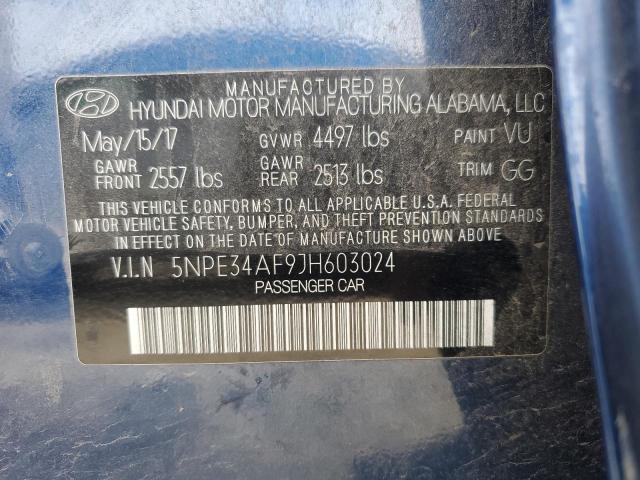 MANUFACTURED BY
HYUNDAI MOTOR MANUFACTURING ALABAMA, LLC
May/15/17 GVWR 4497 lbs PAINT VU
GAWR FRONT 2557 lbs GAWR REAR 2513 lbs TRIM GG
THIS VEHICLE CONFORMS TO ALL APPLICABLE U.S.A. FEDERAL
MOTOR VEHICLE SAFETY, BUMPER, AND THEFT PREVENTION STANDARDS
IN EFFECT ON THE DATE OF MANUFACTURE SHOWN ABOVE.
V.I.N 5NPE34AF9JH603024
PASSENGER CAR